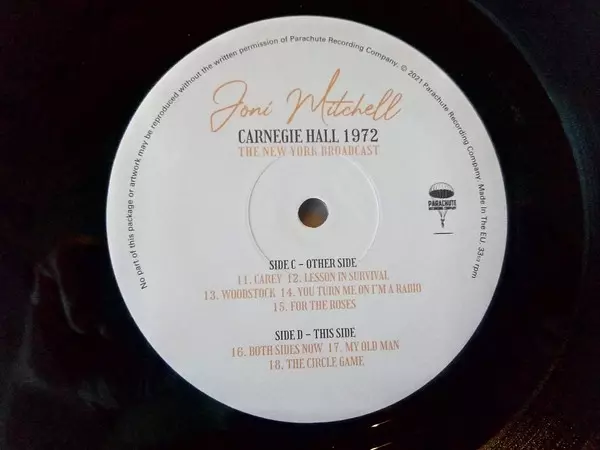 No part of this package or artwork may be reproduced without the written permission of Parachute Recording Company. © 2021 Parachute Recording Company. Made In The EU. 33⅓ rpm
Joni Mitchell
CARNEGIE HALL 1972
THE NEW YORK BROADCAST
PARACHUTE
RECORDING COMPANY
SIDE C - OTHER SIDE
11. CAREY 12. LESSON IN SURVIVAL
13. WOODSTOCK 14. YOU TURN ME ON I'M A RADIO
15. FOR THE ROSES
SIDE D - THIS SIDE
16. BOTH SIDES NOW 17. MY OLD MAN
18. THE CIRCLE GAME